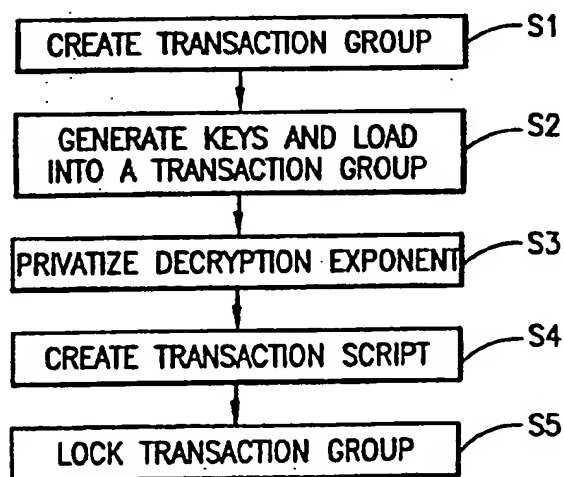 CREATE TRANSACTION GROUP
S1
GENERATE KEYS AND LOAD
INTO A TRANSACTION GROUP
S2
PRIVATIZE DECRYPTION EXPONENT
S3
CREATE TRANSACTION SCRIPT
S4
LOCK TRANSACTION GROUP
S5